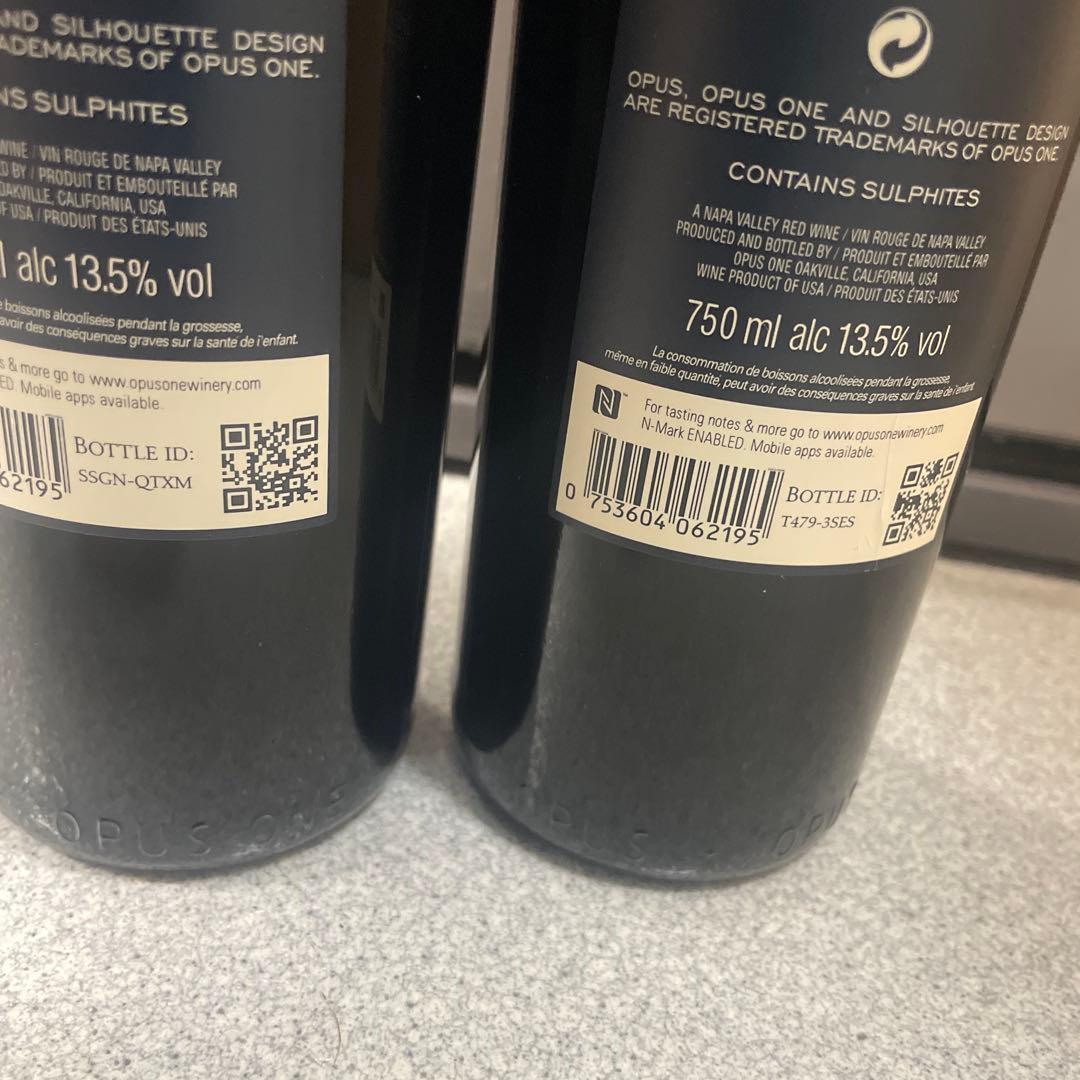 AND SILHOUETTE DESIGN
TRADEMARKS OF OPUS ONE.
SULPHITES
WINE / VIN ROUGE DE NAPA VALLEY
BY / PRODUIT ET EMBOUTEILLÉ PAR
OAKVILLE, CALIFORNIA, USA
OF USA / PRODUIT DES ÉTATS-UNIS
alc 13.5% vol
boissons alcoolisées pendant la grossesse,
avoir des conséquences graves sur la santé de l'enfant.
& more go to www.opusonewinery.com
Mobile apps available.
62195
BOTTLE ID:
SSGN-QTXM
OPUS ONE
OPUS, OPUS ONE AND SILHOUETTE DESIGN
ARE REGISTERED TRADEMARKS OF OPUS ONE.
CONTAINS SULPHITES
A NAPA VALLEY RED WINE / VIN ROUGE DE NAPA VALLEY
PRODUCED AND BOTTLED BY / PRODUIT ET EMBOUTEILLÉ PAR
OPUS ONE OAKVILLE, CALIFORNIA, USA
WINE PRODUCT OF USA / PRODUIT DES ÉTATS-UNIS
750 ml alc 13.5% vol
La consommation de boissons alcoolisées pendant la grossesse,
même en faible quantité, peut avoir des conséquences graves sur la santé de l'enfant.
N™
For tasting notes & more go to www.opusonewinery.com
N-Mark ENABLED. Mobile apps available.
0 753604 062195
BOTTLE ID:
T479-3SES
OPUS